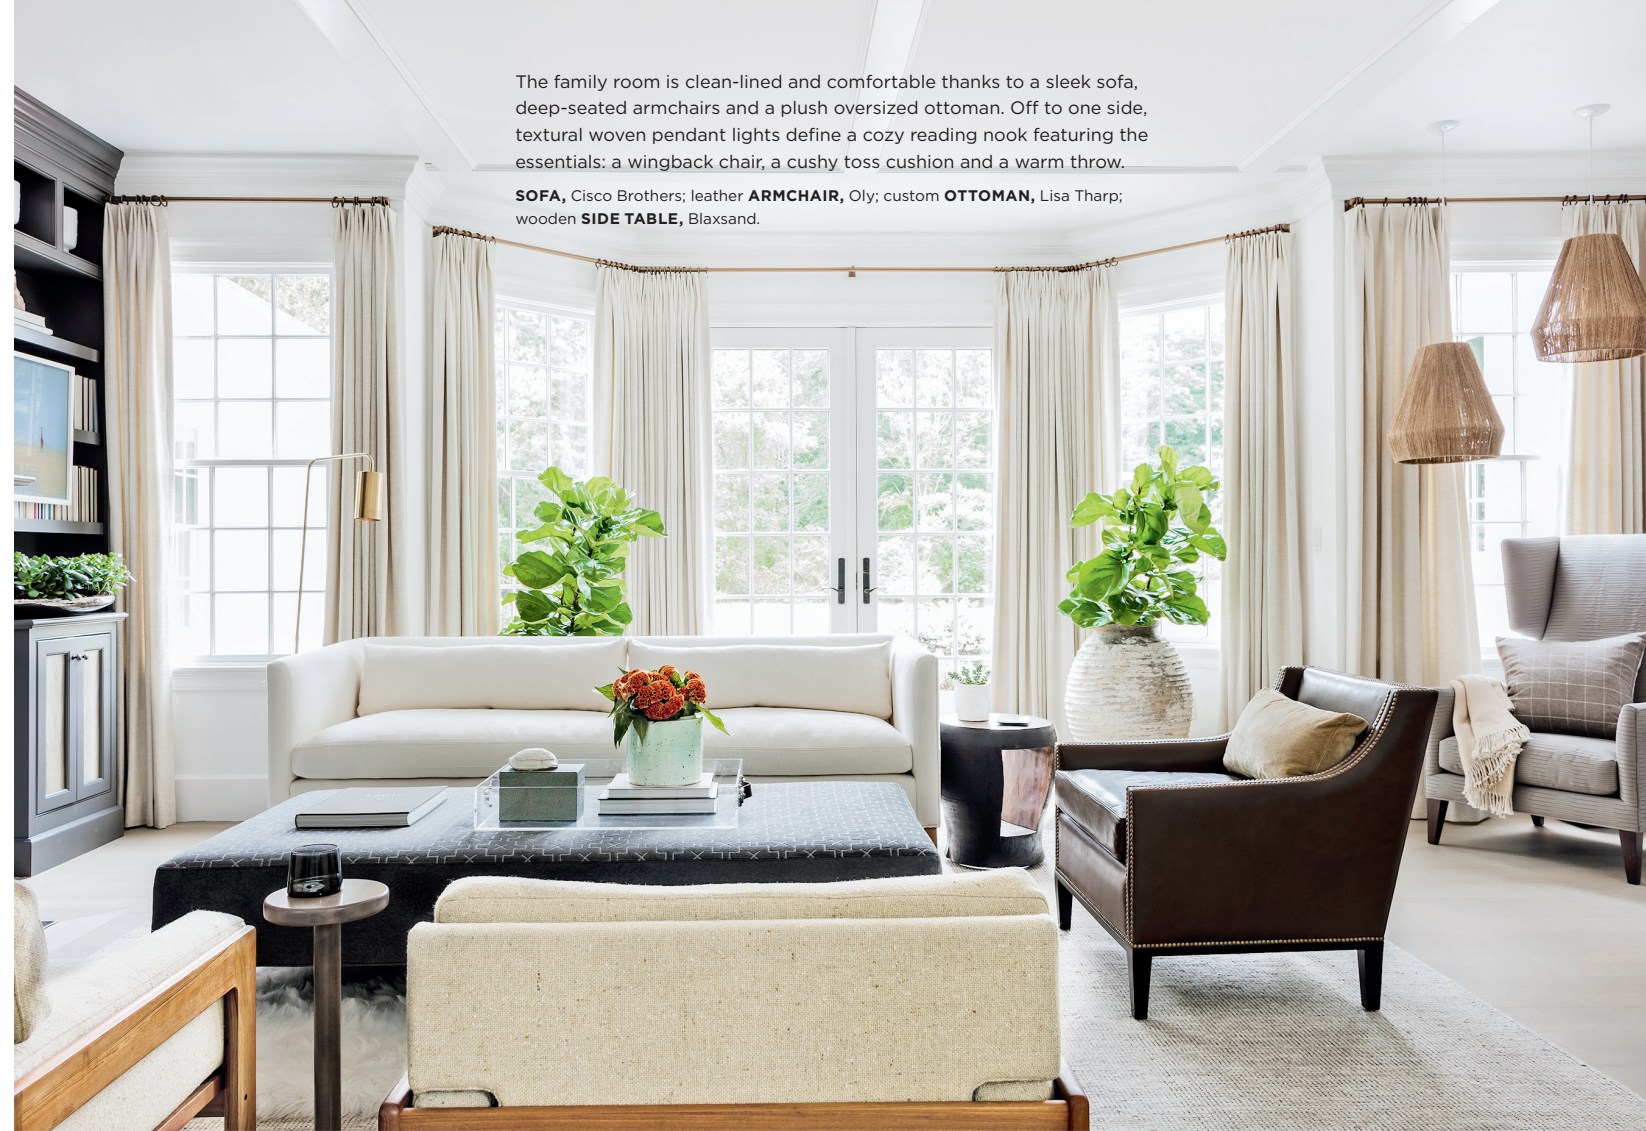 The family room is clean-lined and comfortable thanks to a sleek sofa,
deep-seated armchairs and a plush oversized ottoman. Off to one side,
textural woven pendant lights define a cozy reading nook featuring the
essentials: a wingback chair, a cushy toss cushion and a warm throw.
SOFA, Cisco Brothers; leather ARMCHAIR, Oly; custom OTTOMAN, Lisa Tharp;
wooden SIDE TABLE, Blaxsand.